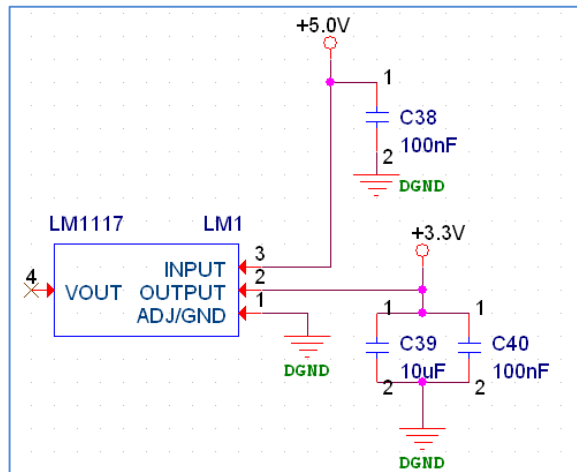 +5.0V
1
C38
100nF
2
DGND
LM1117 LM1
+3.3V
INPUT 3
4 VOUT OUTPUT 2
ADJ/GND 1
DGND
1 1
C39 C40
10uF 100nF
2 2
DGND